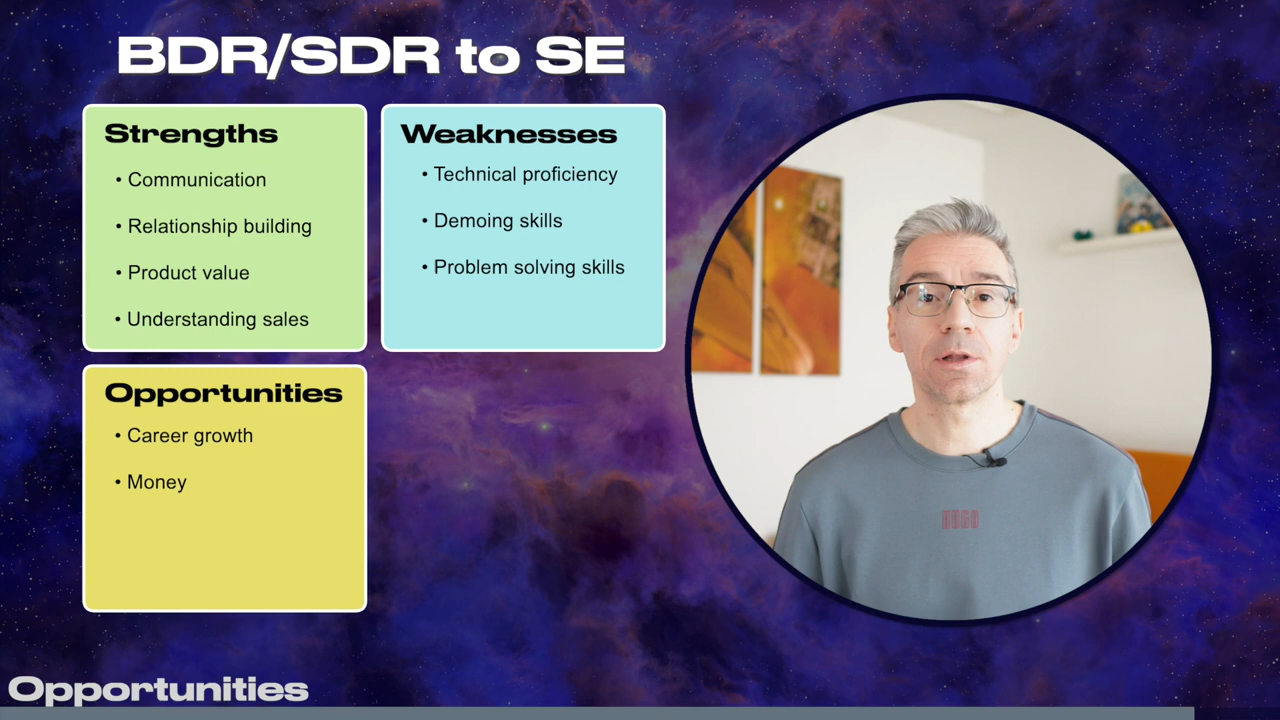 BDR/SDR to SE
Strengths
• Communication
• Relationship building
• Product value
• Understanding sales
Weaknesses
• Technical proficiency
• Demoing skills
• Problem solving skills
Opportunities
• Career growth
• Money
HUGO
Opportunities